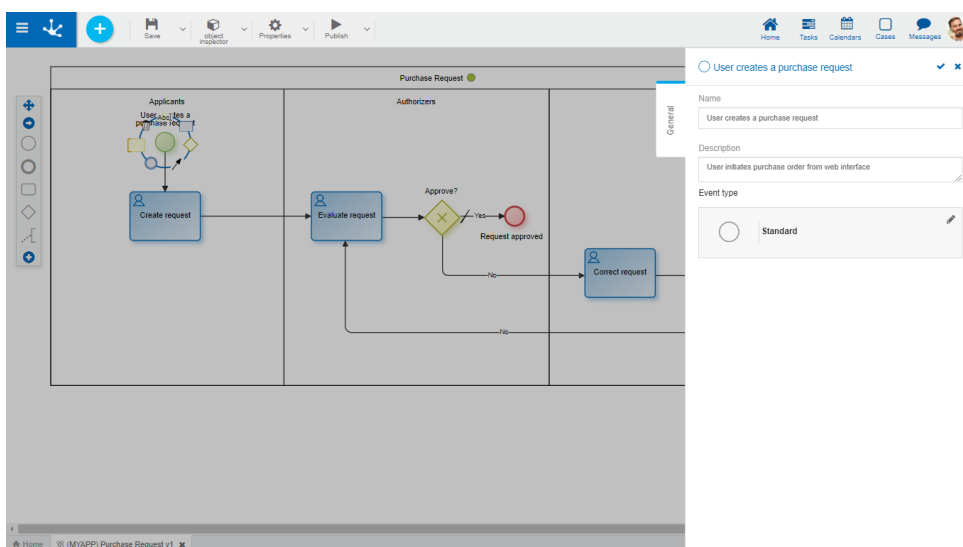 Save
object
inspector
Properties
Publish
Home
Tasks
Calendars
Cases
Messages
Purchase Request
Applicants
Authorizers
Abc
Create request
Evaluate request
Approve?
Yes
Request approved
No
Correct request
No
General
User creates a purchase request
Name
User creates a purchase request
Description
User initiates purchase order from web interface
Event type
Standard
Home
(MYAPP) Purchase Request v1